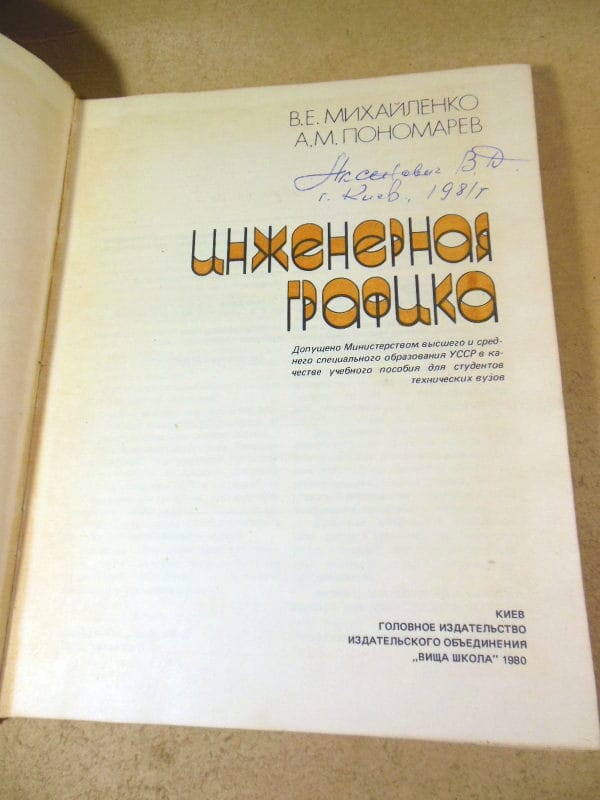 В.Е. МИХАЙЛЕНКО
А.М. ПОНОМАРЕВ
В.
г. Киев, 1981г
инженерная
графика
Допущено Министерством высшего и сред-
него специального образования УССР в ка-
честве учебного пособия для студентов
технических вузов
КИЕВ
ГОЛОВНОЕ ИЗДАТЕЛЬСТВО
ИЗДАТЕЛЬСКОГО ОБЪЕДИНЕНИЯ
„ВИЩА ШКОЛА" 1980